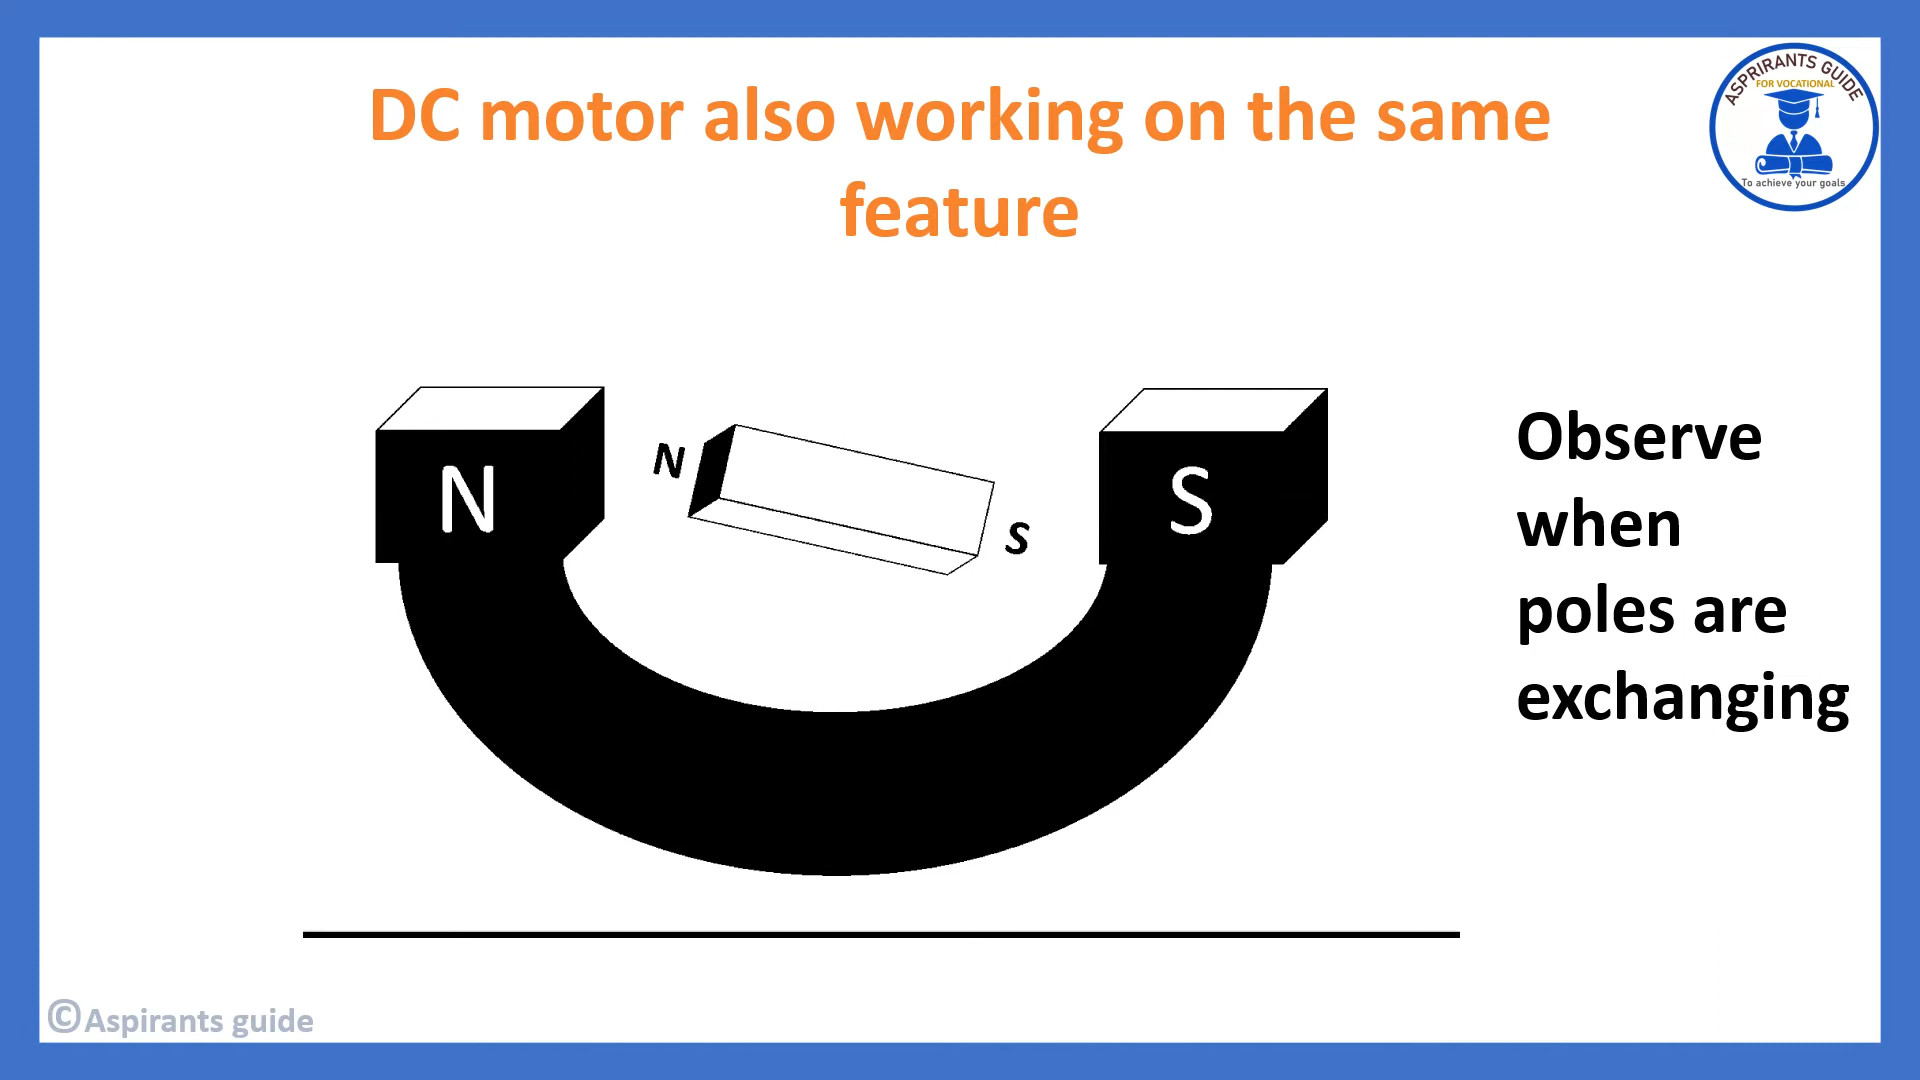 DC motor also working on the same
feature
ASPRIRANTS GUIDE
FOR VOCATIONAL
To achieve your goals
N
N
S
S
Observe
when
poles are
exchanging
©Aspirants guide